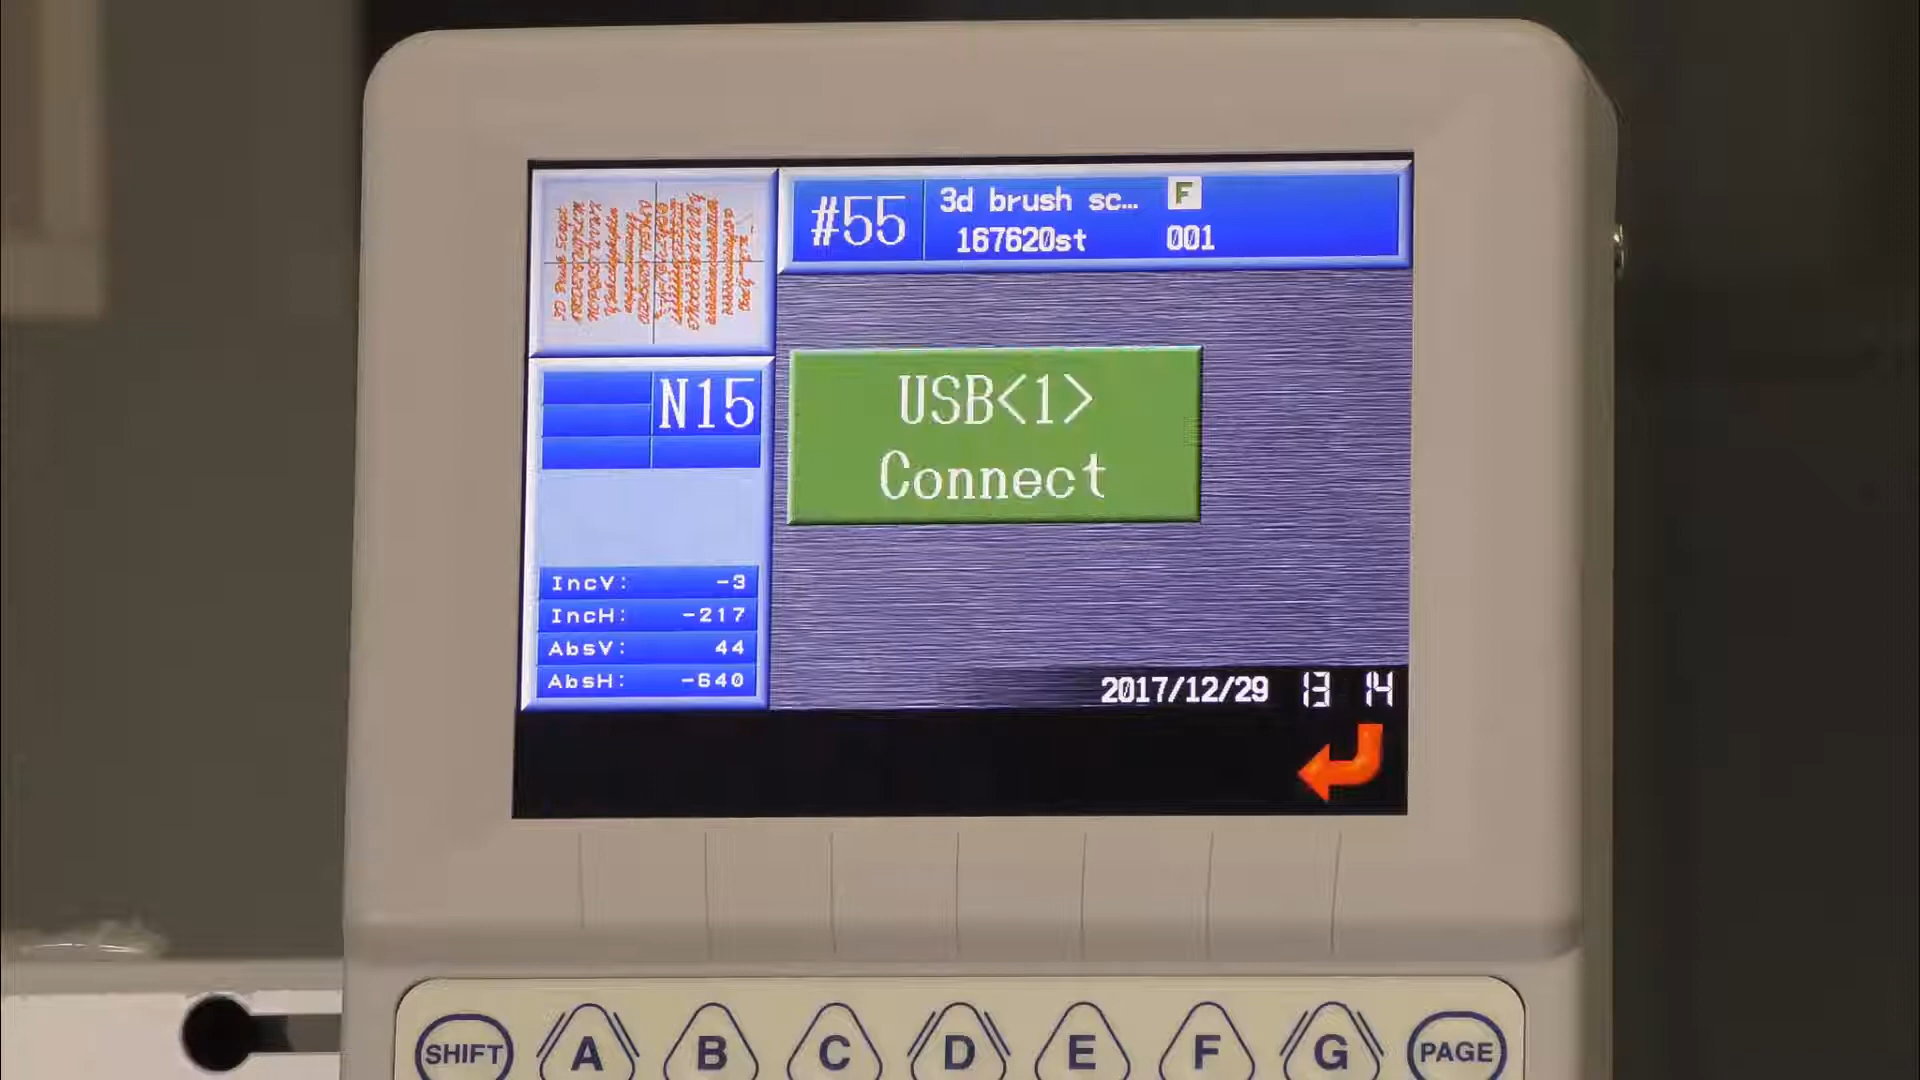 #55
3d brush sc…
F
167620st
001
N15
USB<1>
Connect
IncV: -3
IncH: -217
AbsV: 44
AbsH: -640
2017/12/29 13 14
SHIFT A B C D E F G PAGE